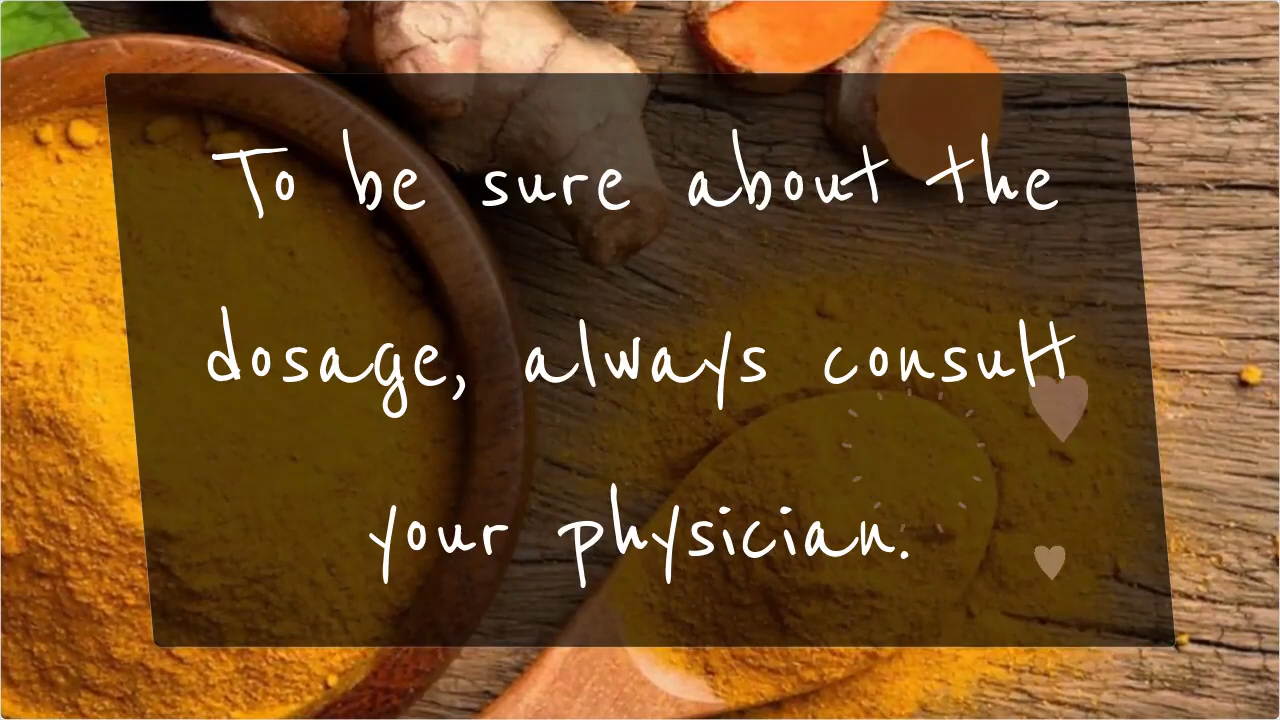 To be sure about the
dosage, always consult
your physician.